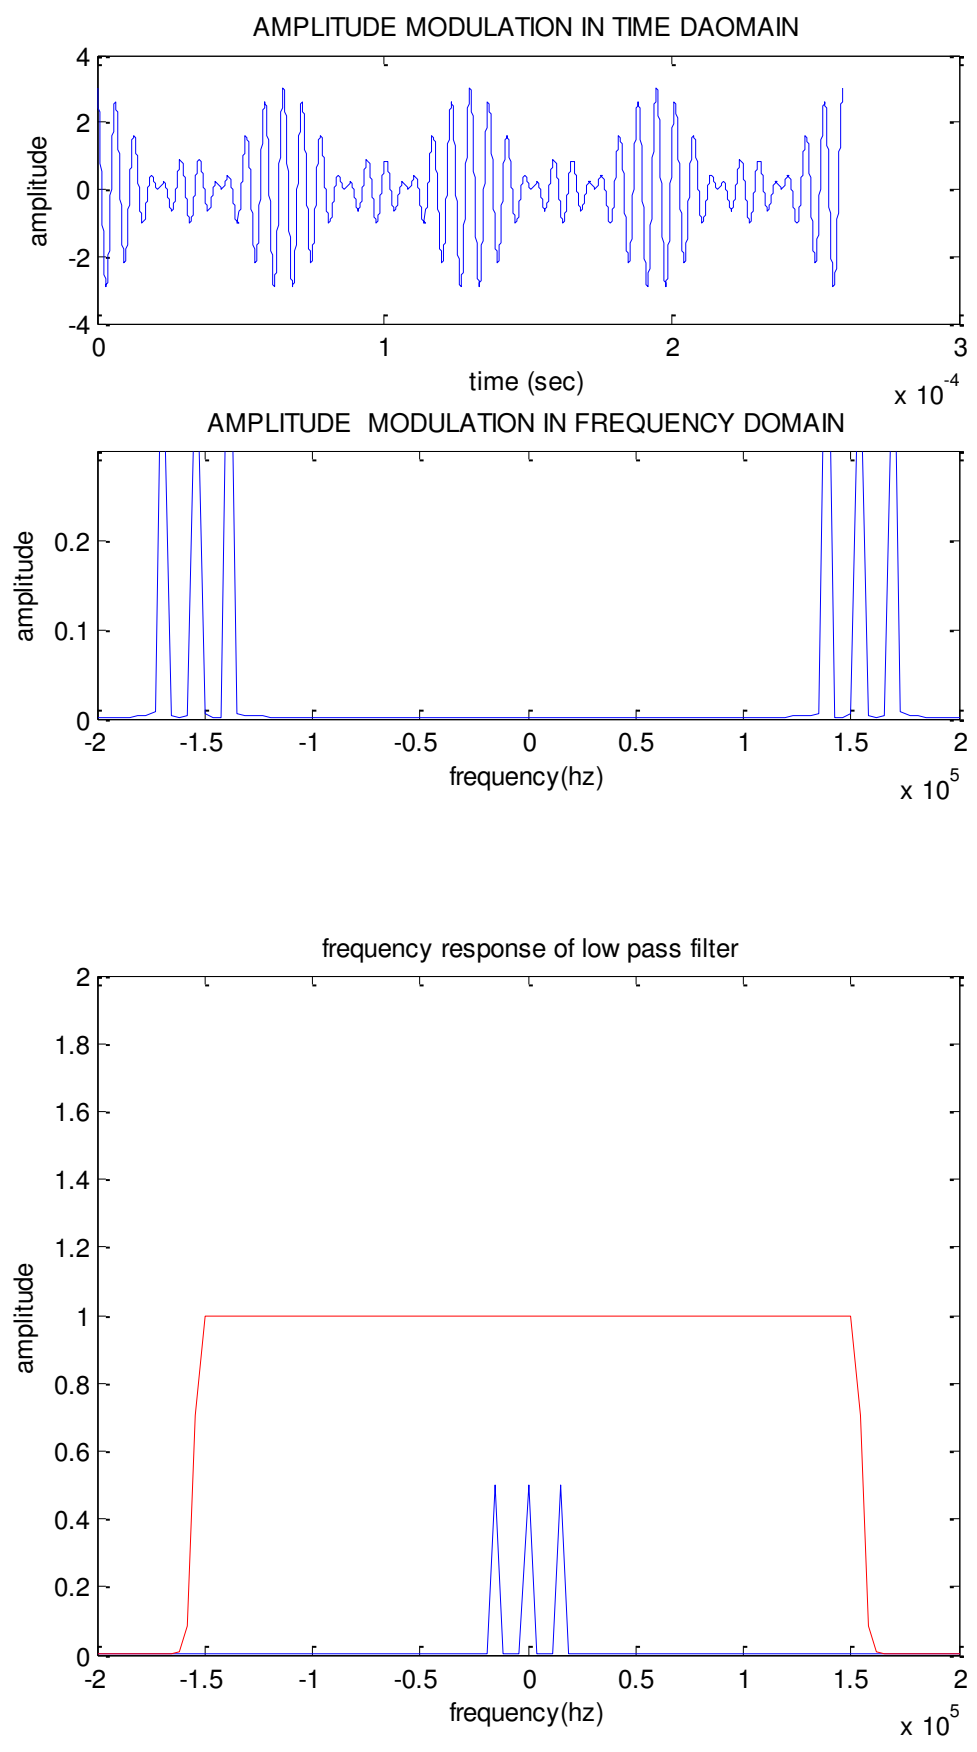 AMPLITUDE MODULATION IN TIME DAOMAIN
4
2
0
-2
-4
amplitude
0 1 2 3
time (sec)
x 10^-4
AMPLITUDE  MODULATION IN FREQUENCY DOMAIN
0.2
0.1
0
amplitude
-2 -1.5 -1 -0.5 0 0.5 1 1.5 2
frequency(hz)
x 10^5
frequency response of low pass filter
2
1.8
1.6
1.4
1.2
1
0.8
0.6
0.4
0.2
0
amplitude
-2 -1.5 -1 -0.5 0 0.5 1 1.5 2
frequency(hz)
x 10^5